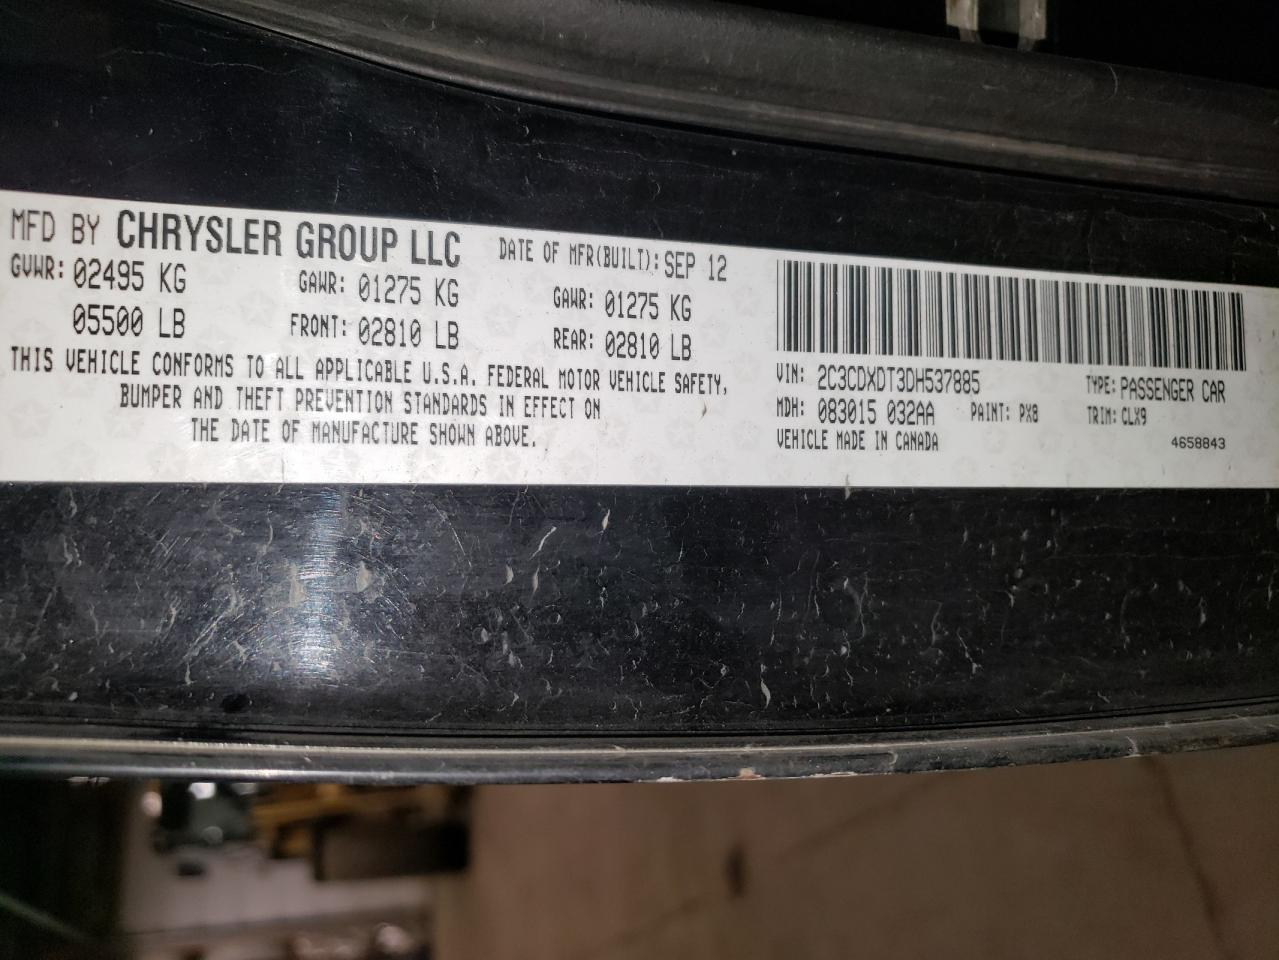 MFD BY CHRYSLER GROUP LLC DATE OF MFR(BUILT): SEP 12
GVWR: 02495 KG GAWR: 01275 KG GAWR: 01275 KG
05500 LB FRONT: 02810 LB REAR: 02810 LB
THIS VEHICLE CONFORMS TO ALL APPLICABLE U.S.A. FEDERAL MOTOR VEHICLE SAFETY,
BUMPER AND THEFT PREVENTION STANDARDS IN EFFECT ON
THE DATE OF MANUFACTURE SHOWN ABOVE.
VIN: 2C3CDXDT3DH537885 TYPE: PASSENGER CAR
MDH: 083015 032AA PAINT: PX8 TRIM: CLX9
VEHICLE MADE IN CANADA 4658843